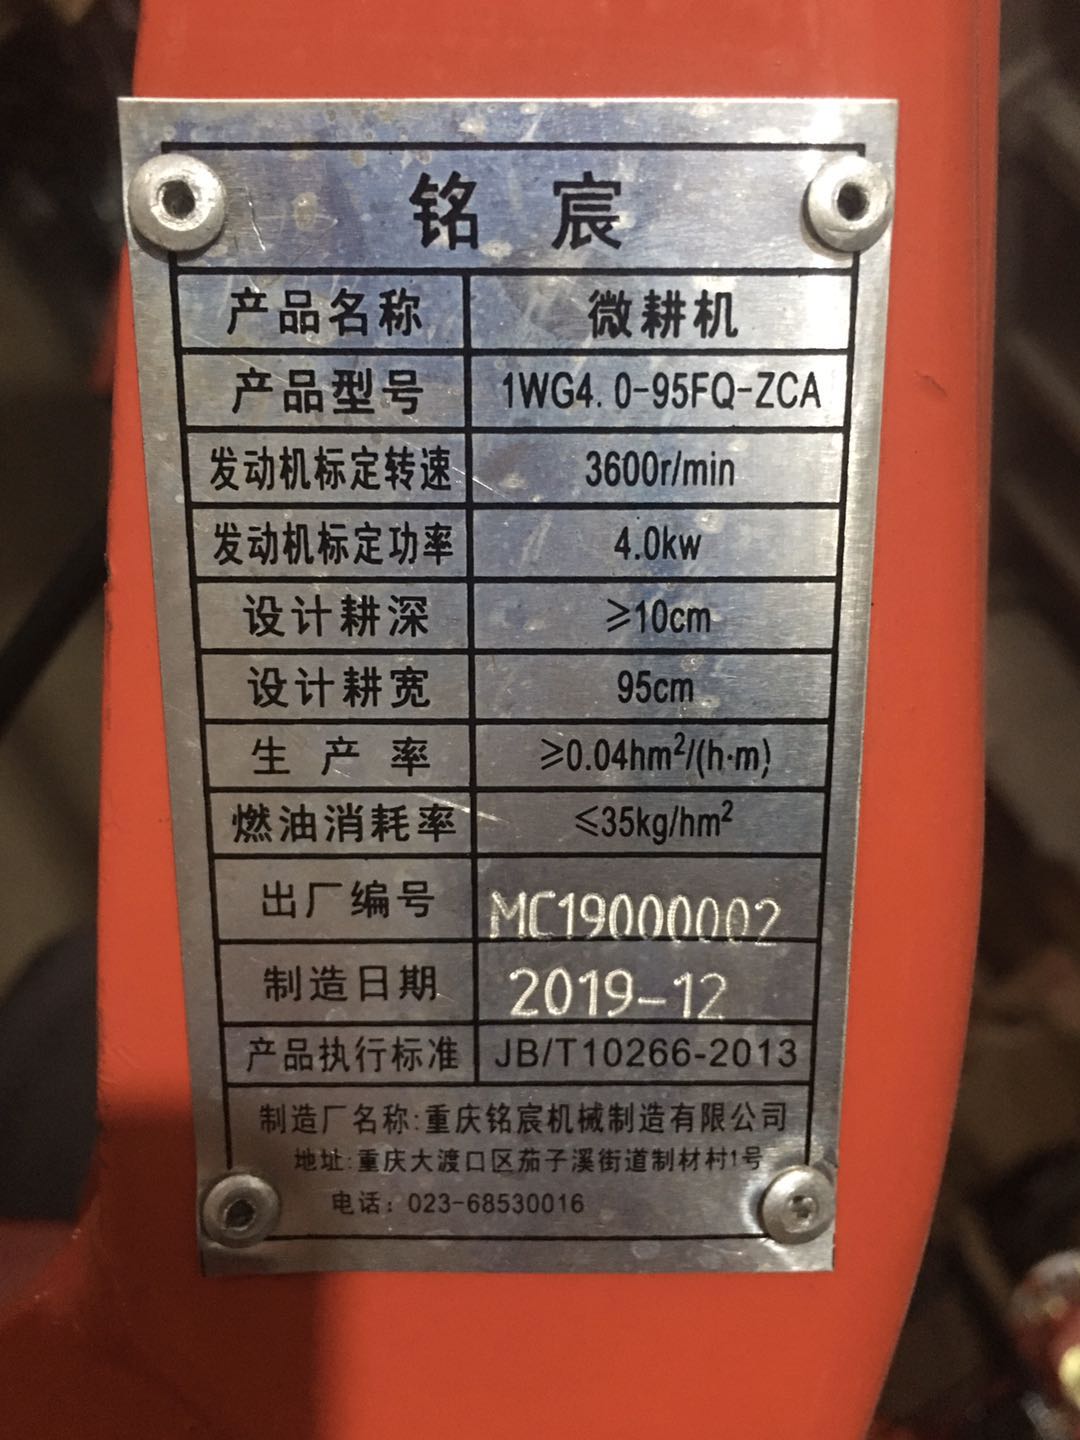 铭宸
产品名称 微耕机
产品型号 1WG4.0-95FQ-ZCA
发动机标定转速 3600r/min
发动机标定功率 4.0kw
设计耕深 ≥10cm
设计耕宽 95cm
生产率 ≥0.04hm²/(h·m)
燃油消耗率 ≤35kg/hm²
出厂编号 MC19000002
制造日期 2019-12
产品执行标准 JB/T10266-2013
制造厂名称:重庆铭宸机械制造有限公司
地址:重庆大渡口区茄子溪街道制材村1号
电话：023-68530016